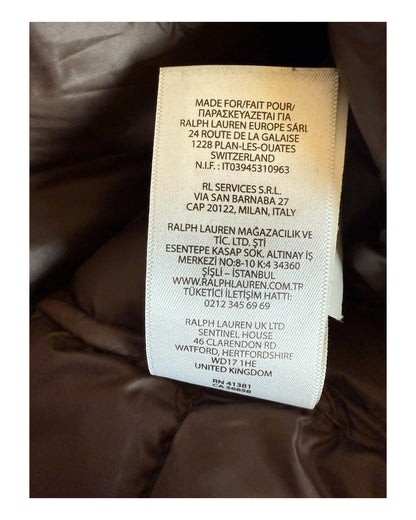 MADE FOR/FAIT POUR/
ΠΑΡΑΣΚΕΥΑΖΕΤΑΙ ΓΙΑ
RALPH LAUREN EUROPE SÁRL
24 ROUTE DE LA GALAISE
1228 PLAN-LES-OUATES
SWITZERLAND
N.I.F.: IT03945310963
RL SERVICES S.R.L.
VIA SAN BARNABA 27
CAP 20122, MILAN, ITALY
RALPH LAUREN MAĞAZACILIK VE
TİC. LTD. ŞTİ
ESENTEPE KASAP SOK. ALTINAY İŞ
MERKEZİ NO:8-10 K:4 34360
ŞİŞLİ – İSTANBUL
WWW.RALPHLAUREN.COM.TR
TÜKETİCİ İLETİŞİM HATTI:
0212 345 69 69
RALPH LAUREN UK LTD
SENTINEL HOUSE
46 CLARENDON RD
WATFORD, HERTFORDSHIRE
WD17 1HE
UNITED KINGDOM
RN 41381
CA 56658